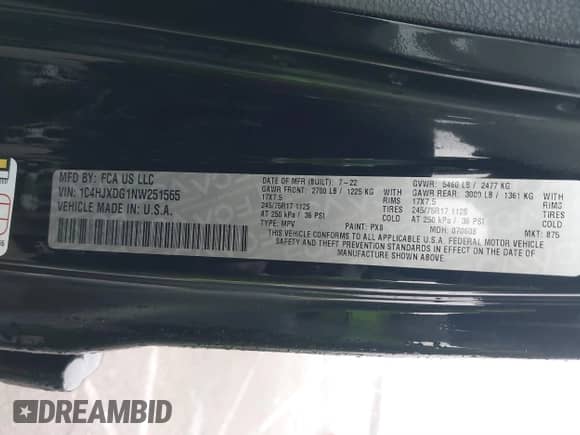 MFD BY: FCA US LLC
VIN: 1C4HJXDG1NW251565
VEHICLE MADE IN U.S.A.
DATE OF MFR (BUILT): 7-22
GAWR FRONT: 2700 LB / 1225 KG WITH
17X7.5 RIMS
245/75R17 112S TIRES
AT 250 kPa / 36 PSI COLD
TYPE: MPV PAINT: PX8
5460 LB / 2477 KG
GAWR REAR: 3000 LB / 1361 KG WITH
17X7.5 RIMS
245/75R17 112S TIRES
AT 250 kPa / 36 PSI COLD
MDH: 070608 MKT: 875
THIS VEHICLE CONFORMS TO ALL APPLICABLE U.S.A. FEDERAL MOTOR VEHICLE
SAFETY, BUMPER, AND THEFT PREVENTION STANDARDS IN EFFECT ON THE DATE OF
MANUFACTURE SHOWN ABOVE.
DREAMBID